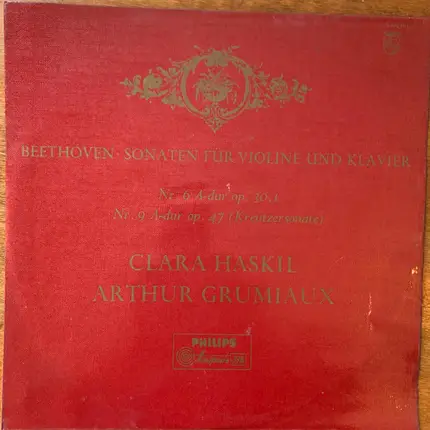 BEETHOVEN · SONATEN FÜR VIOLINE UND KLAVIER
Nr. 6 A-dur op. 30,1
Nr. 9 A-dur op. 47 (Kreutzersonate)
CLARA HASKIL
ARTHUR GRUMIAUX
PHILIPS